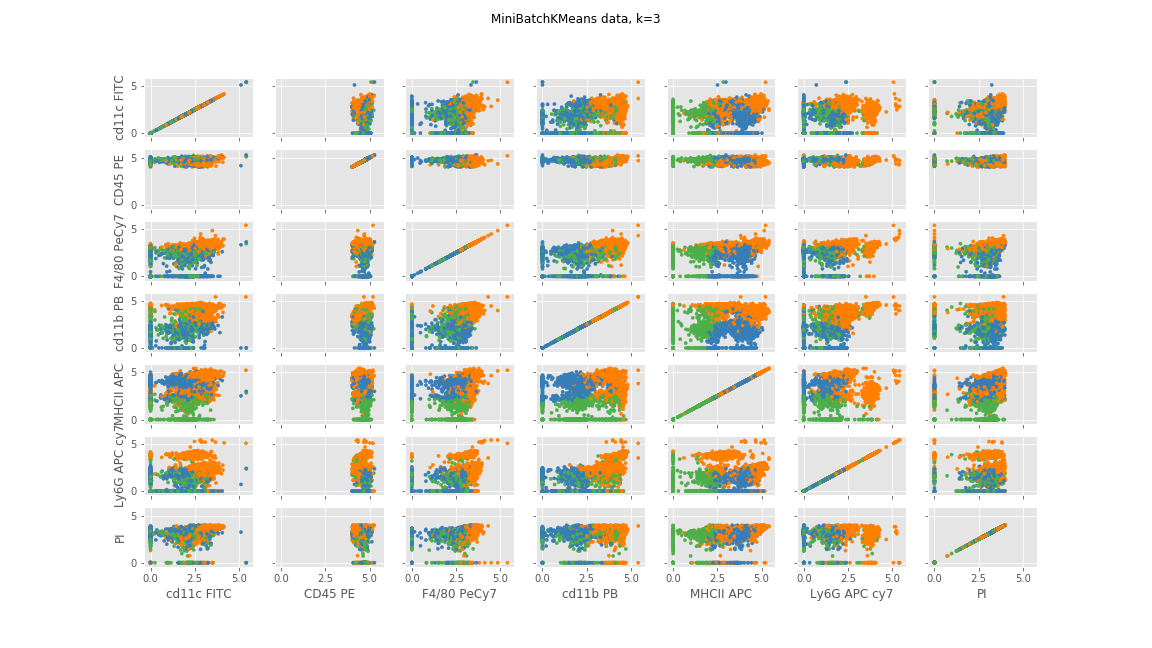 MiniBatchKMeans data, k=3
cd11c FITC
5
0
CD45 PE
5
0
F4/80 PeCy7
5
0
cd11b PB
5
0
MHCII APC
5
0
Ly6G APC cy7
5
0
PI
5
0
0.0 2.5 5.0 0.0 2.5 5.0 0.0 2.5 5.0 0.0 2.5 5.0 0.0 2.5 5.0 0.0 2.5 5.0 0.0 2.5 5.0
cd11c FITC CD45 PE F4/80 PeCy7 cd11b PB MHCII APC Ly6G APC cy7 PI